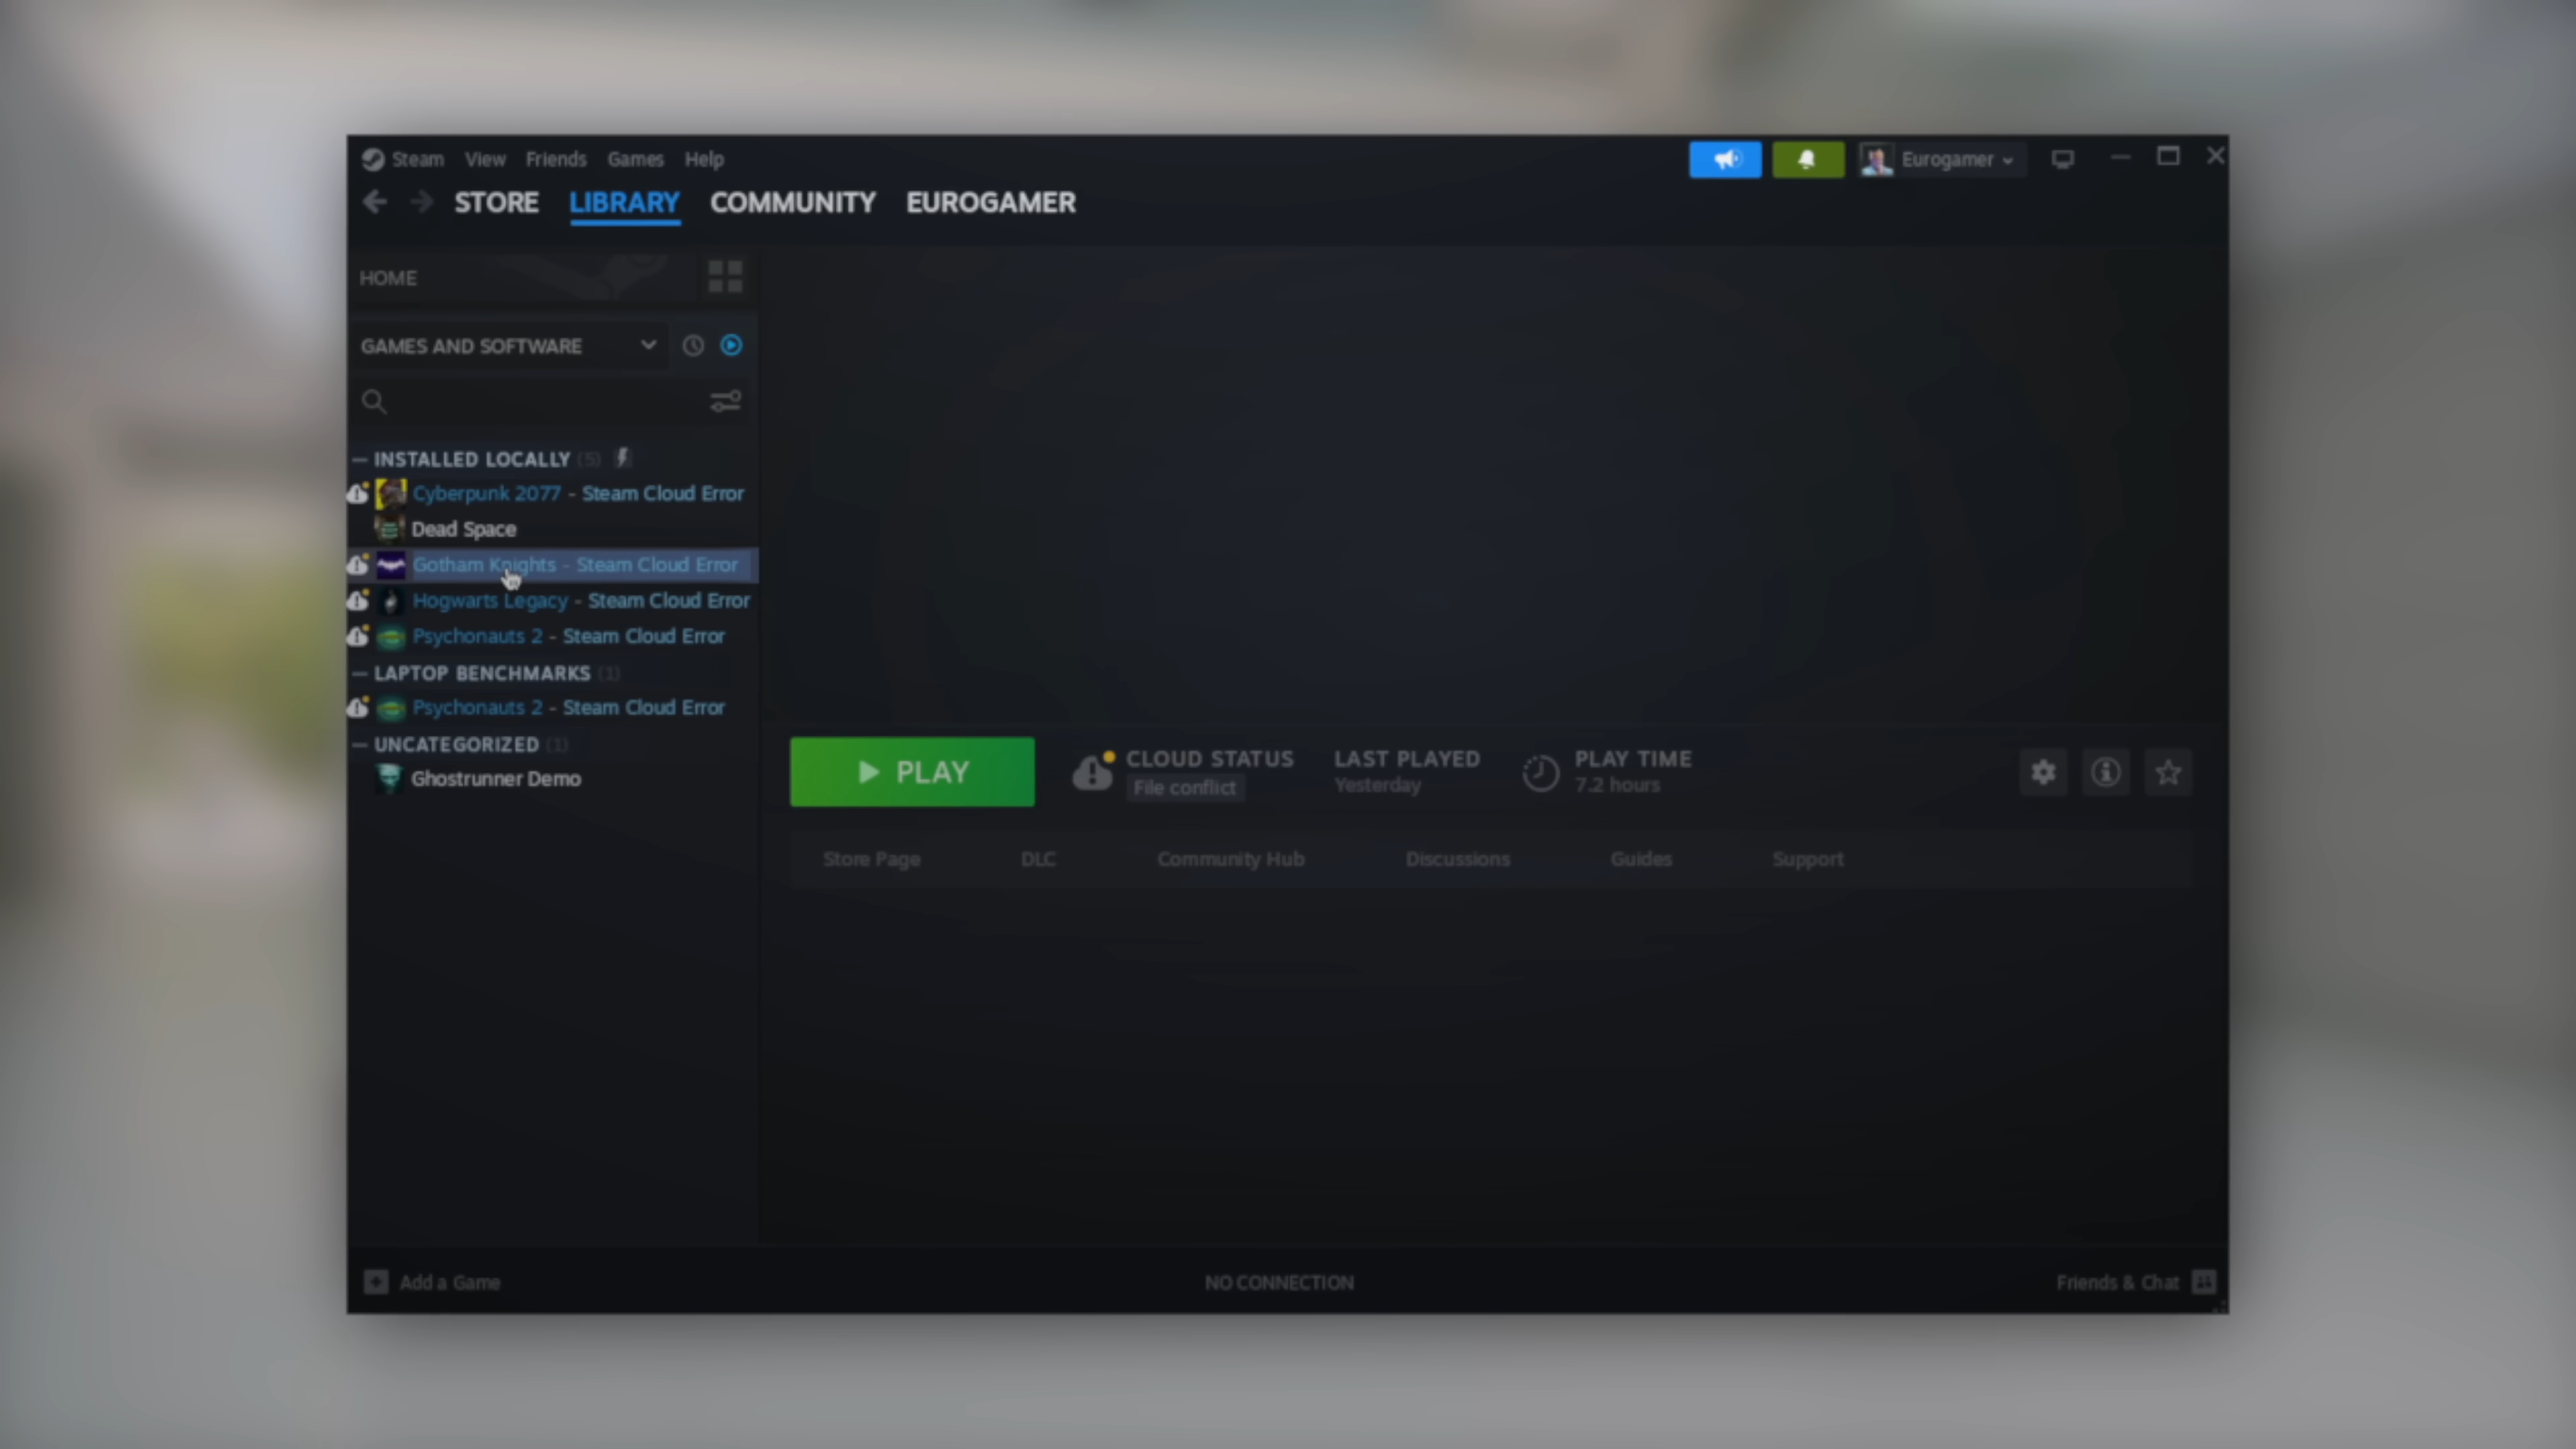 Steam View Friends Games Help
Eurogamer
STORE LIBRARY COMMUNITY EUROGAMER
HOME
GAMES AND SOFTWARE
INSTALLED LOCALLY (5)
Cyberpunk 2077 - Steam Cloud Error
Dead Space
Gotham Knights - Steam Cloud Error
Hogwarts Legacy - Steam Cloud Error
Psychonauts 2 - Steam Cloud Error
LAPTOP BENCHMARKS (1)
Psychonauts 2 - Steam Cloud Error
UNCATEGORIZED (1)
Ghostrunner Demo
PLAY
CLOUD STATUS
File conflict
LAST PLAYED
Yesterday
PLAY TIME
7.2 hours
Store Page DLC Community Hub Discussions Guides Support
Add a Game
NO CONNECTION
Friends & Chat